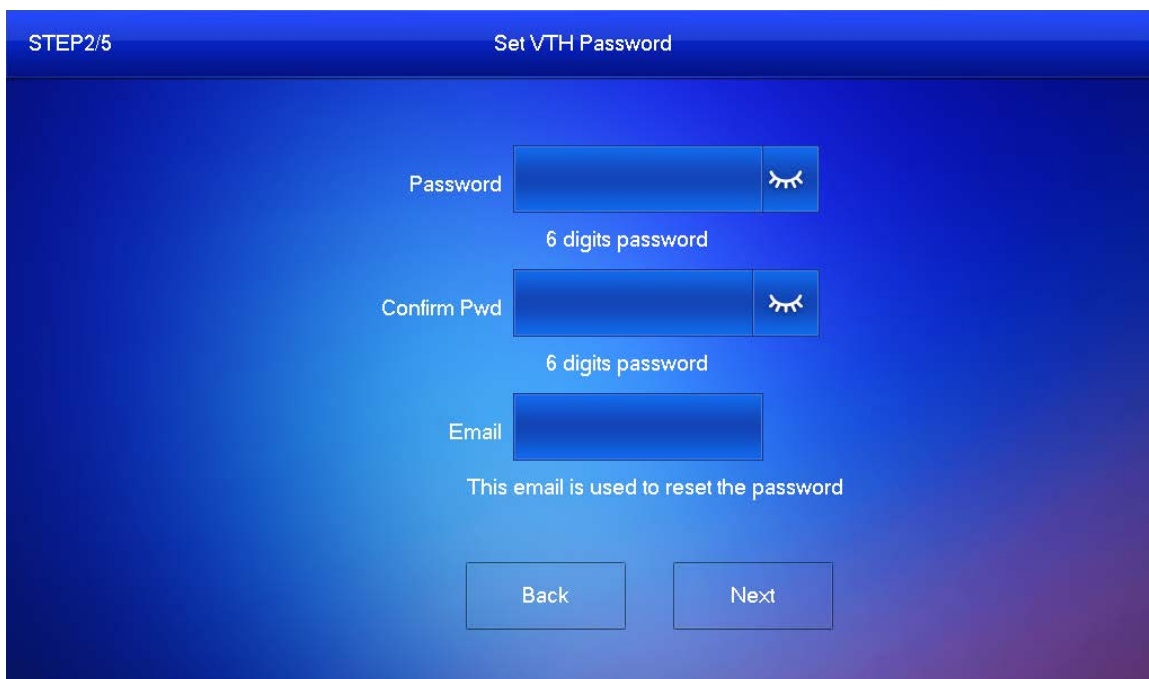 STEP2/5 Set VTH Password
Password
6 digits password
Confirm Pwd
6 digits password
Email
This email is used to reset the password
Back Next